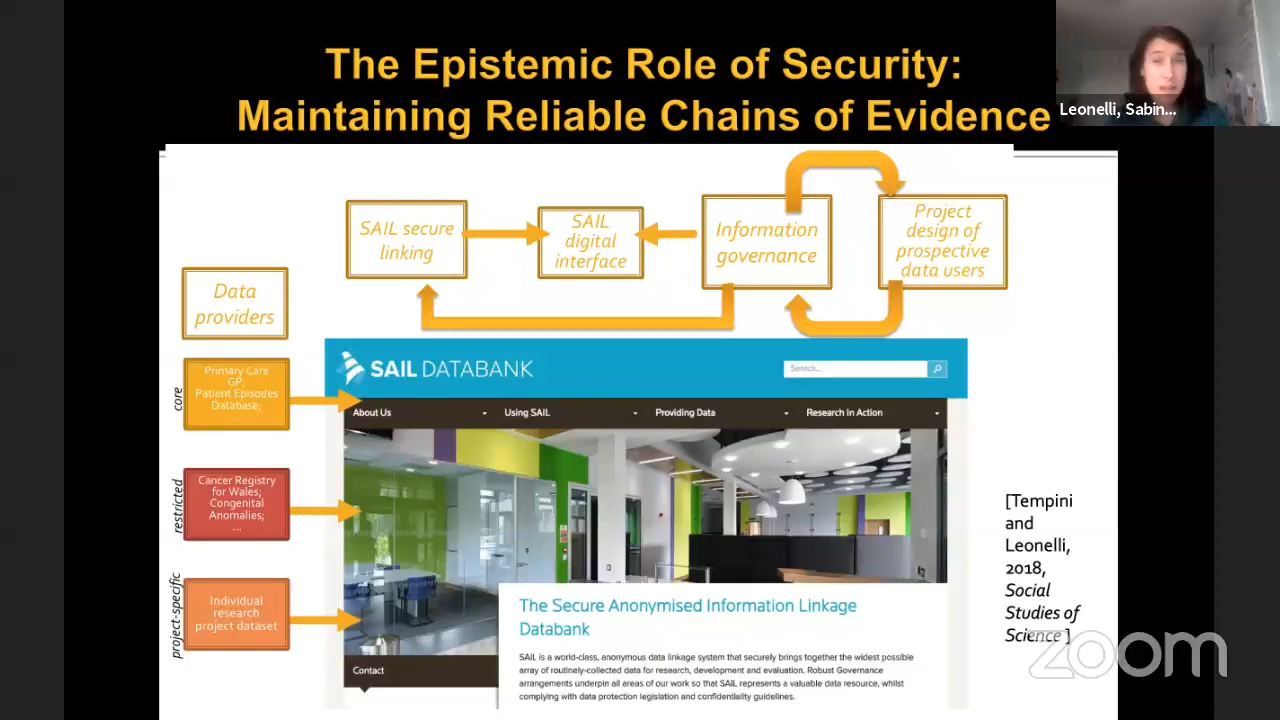 The Epistemic Role of Security:
Maintaining Reliable Chains of Evidence
Leonelli, Sabin...
SAIL secure
linking
SAIL
digital
interface
Information
governance
Project
design of
prospective
data users
Data
providers
core
Primary Care
GP;
Patient Episodes
Database;
...
restricted
Cancer Registry
for Wales;
Congenital
Anomalies;
...
project-specific
Individual
research
project dataset
SAIL DATABANK
Search...
About Us
Using SAIL
Providing Data
Research In Action
Contact
The Secure Anonymised Information Linkage
Databank
SAIL is a world-class, anonymous data linkage system that securely brings together the widest possible
array of routinely-collected data for research, development and evaluation. Robust Governance
arrangements underpin all areas of our work so that SAIL represents a valuable data resource, whilst
complying with data protection legislation and confidentiality guidelines.
[Tempini
and
Leonelli,
2018,
Social
Studies of
Science]
zoom